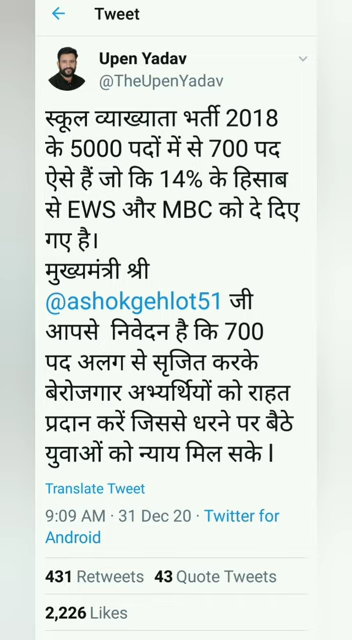 Tweet
Upen Yadav
@TheUpenYadav
स्कूल व्याख्याता भर्ती 2018
के 5000 पदों में से 700 पद
ऐसे हैं जो कि 14% के हिसाब
से EWS और MBC को दे दिए
गए है।
मुख्यमंत्री श्री
@ashokgehlot51 जी
आपसे निवेदन है कि 700
पद अलग से सृजित करके
बेरोजगार अभ्यर्थियों को राहत
प्रदान करें जिससे धरने पर बैठे
युवाओं को न्याय मिल सके l
Translate Tweet
9:09 AM · 31 Dec 20 · Twitter for
Android
431 Retweets 43 Quote Tweets
2,226 Likes